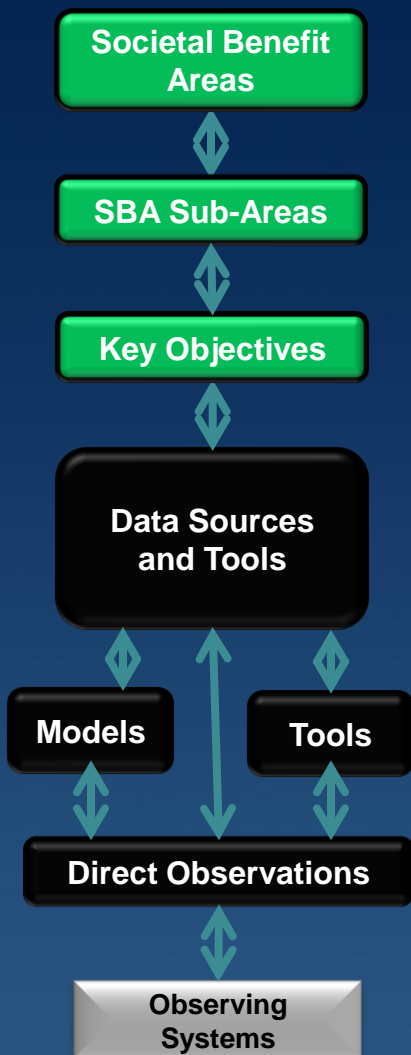 Societal Benefit
Areas
SBA Sub-Areas
Key Objectives
Data Sources
and Tools
Models
Tools
Direct Observations
Observing
Systems